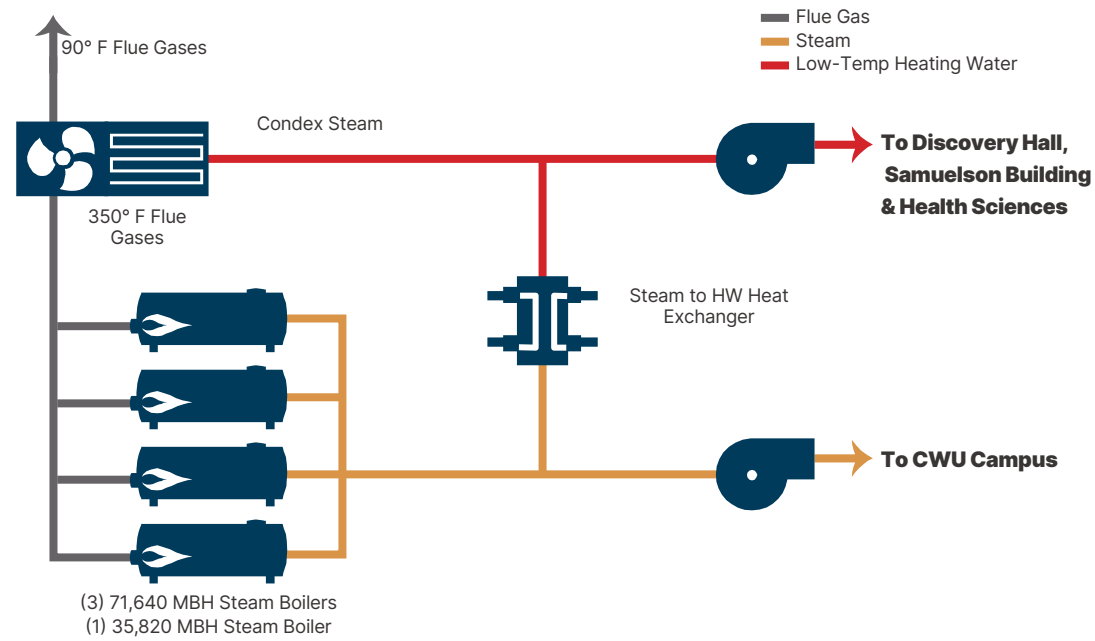 90° F Flue Gases
Flue Gas
Steam
Low-Temp Heating Water
Condex Steam
To Discovery Hall,
Samuelson Building
& Health Sciences
350° F Flue
Gases
Steam to HW Heat
Exchanger
To CWU Campus
(3) 71,640 MBH Steam Boilers
(1) 35,820 MBH Steam Boiler